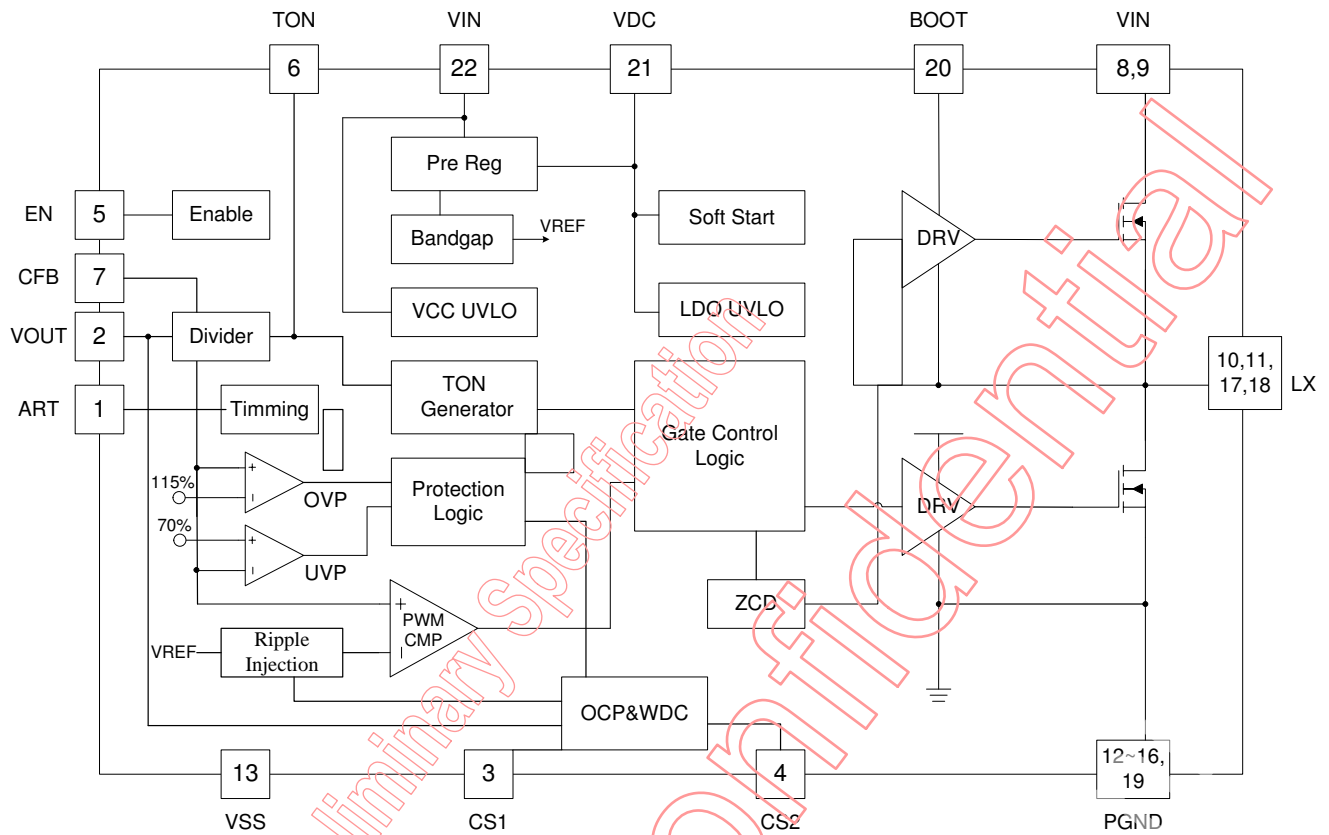 TON VIN VDC BOOT VIN
6 22 21 20 8,9
Pre Reg
EN 5 Enable
Bandgap VREF
Soft Start
DRV
CFB 7
VOUT 2 Divider
VCC UVLO
LDO UVLO
ART 1 Timming
TON
Generator
Gate Control
Logic
10,11,
17,18
LX
115%
+
-
OVP
Protection
Logic
70%
+
-
UVP
DRV
ZCD
+
PWM
CMP
-
VREF
Ripple
Injection
OCP&WDC
13 3 4 12~16,
19
VSS CS1 CS2 PGND
liminary Specification
onfidential